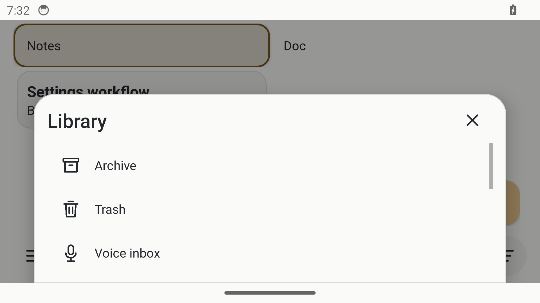 7:32
Notes
Doc
Settings workflow
Library
Archive
Trash
Voice inbox